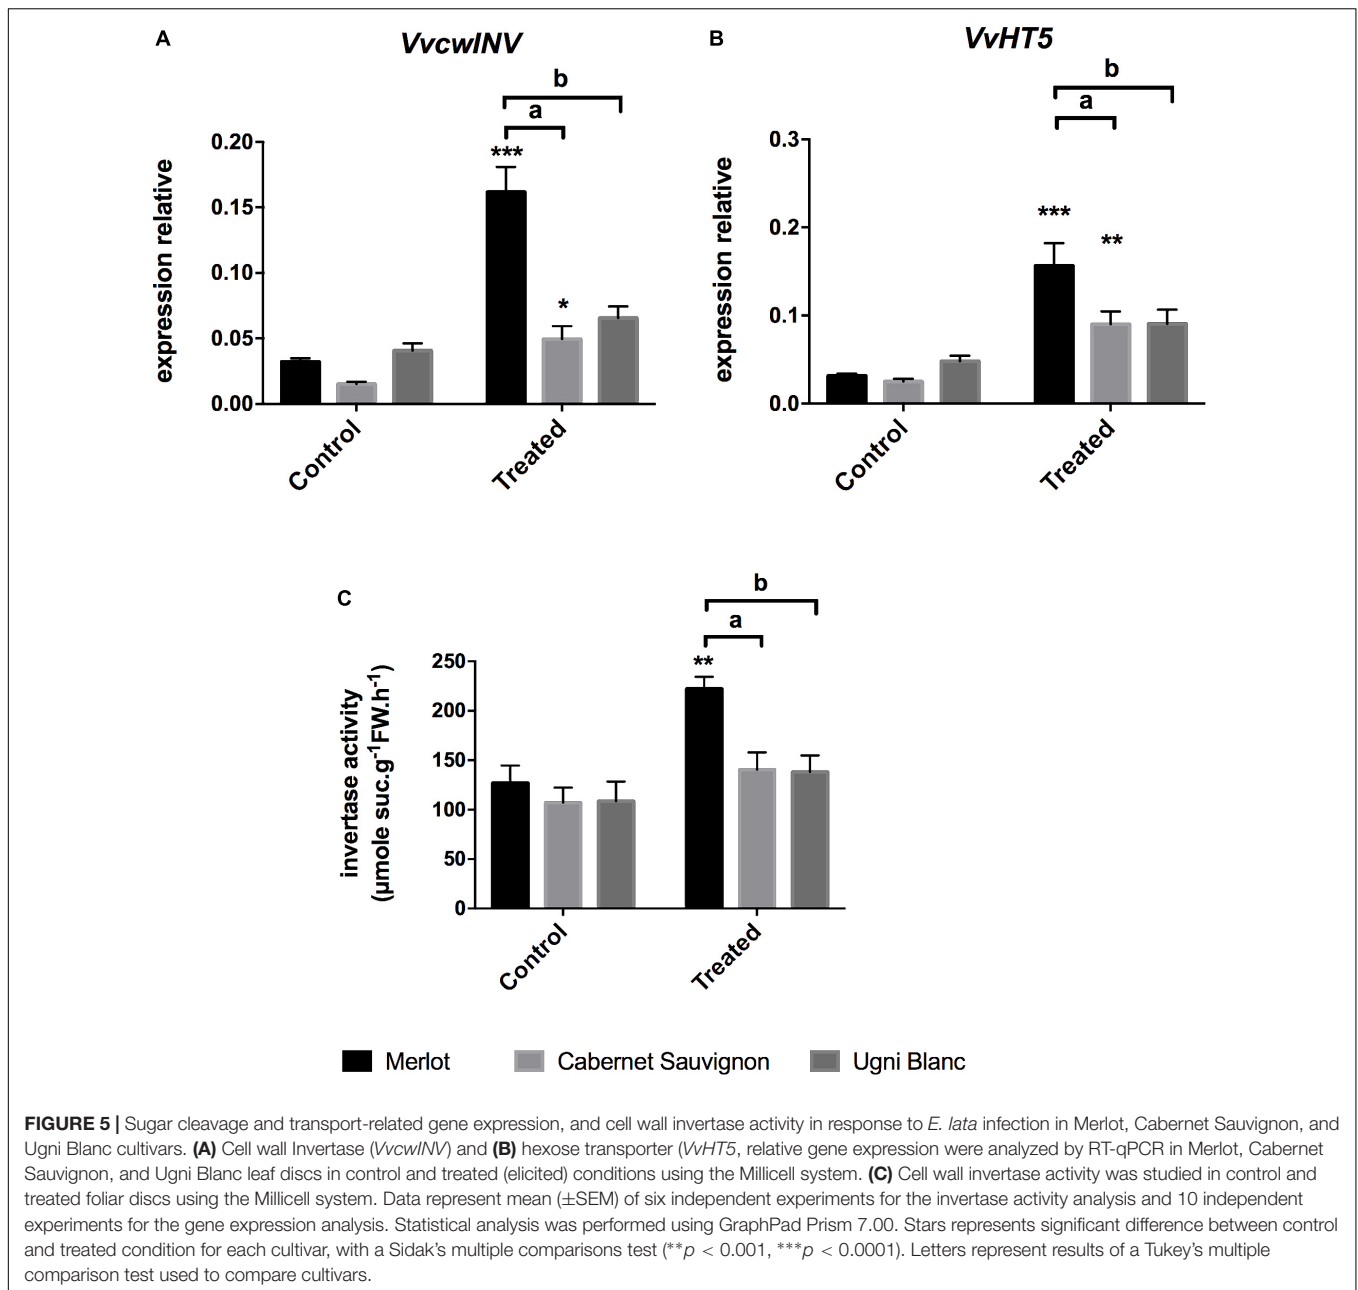 A
VvcwINV
b
a
***
*
expression relative
0.20
0.15
0.10
0.05
0.00
Control
Treated
B
VvHT5
b
a
***
**
expression relative
0.3
0.2
0.1
0.0
Control
Treated
C
b
a
**
invertase activity
(µmole suc.g⁻¹FW.h⁻¹)
250
200
150
100
50
0
Control
Treated
Merlot Cabernet Sauvignon Ugni Blanc
FIGURE 5 | Sugar cleavage and transport-related gene expression, and cell wall invertase activity in response to E. lata infection in Merlot, Cabernet Sauvignon, and
Ugni Blanc cultivars. (A) Cell wall Invertase (VvcwINV) and (B) hexose transporter (VvHT5, relative gene expression were analyzed by RT-qPCR in Merlot, Cabernet
Sauvignon, and Ugni Blanc leaf discs in control and treated (elicited) conditions using the Millicell system. (C) Cell wall invertase activity was studied in control and
treated foliar discs using the Millicell system. Data represent mean (±SEM) of six independent experiments for the invertase activity analysis and 10 independent
experiments for the gene expression analysis. Statistical analysis was performed using GraphPad Prism 7.00. Stars represents significant difference between control
and treated condition for each cultivar, with a Sidak's multiple comparisons test (**p < 0.001, ***p < 0.0001). Letters represent results of a Tukey's multiple
comparison test used to compare cultivars.